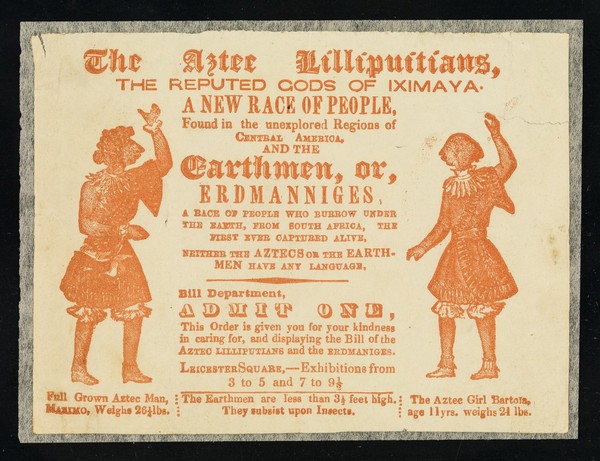 The Aztec Lillipuitians,
THE REPUTED GODS OF IXIMAYA.
A NEW RACE OF PEOPLE,
Found in the unexplored Regions of
CENTRAL AMERICA,
AND THE
Earthmen, or,
ERDMANNIGES,
A RACE OF PEOPLE WHO BURROW UNDER
THE EARTH, FROM SOUTH AFRICA, THE
FIRST EVER CAPTURED ALIVE,
NEITHER THE AZTECS OR THE EARTH-
MEN HAVE ANY LANGUAGE,
Bill Department,
ADMIT ONE,
This Order is given you for your kindness
in caring for, and displaying the Bill of the
AZTEC LILLIPUTIANS and the ERDMANIGES.
LEICESTER SQUARE,—Exhibitions from
3 to 5 and 7 to 9½
Full Grown Aztec Man,
MAXIMO, Weighs 26½lbs.
The Earthmen are less than 3½ feet high.
They subsist upon Insects.
The Aztec Girl Bartola,
age 11yrs. weighs 2½ lbs.